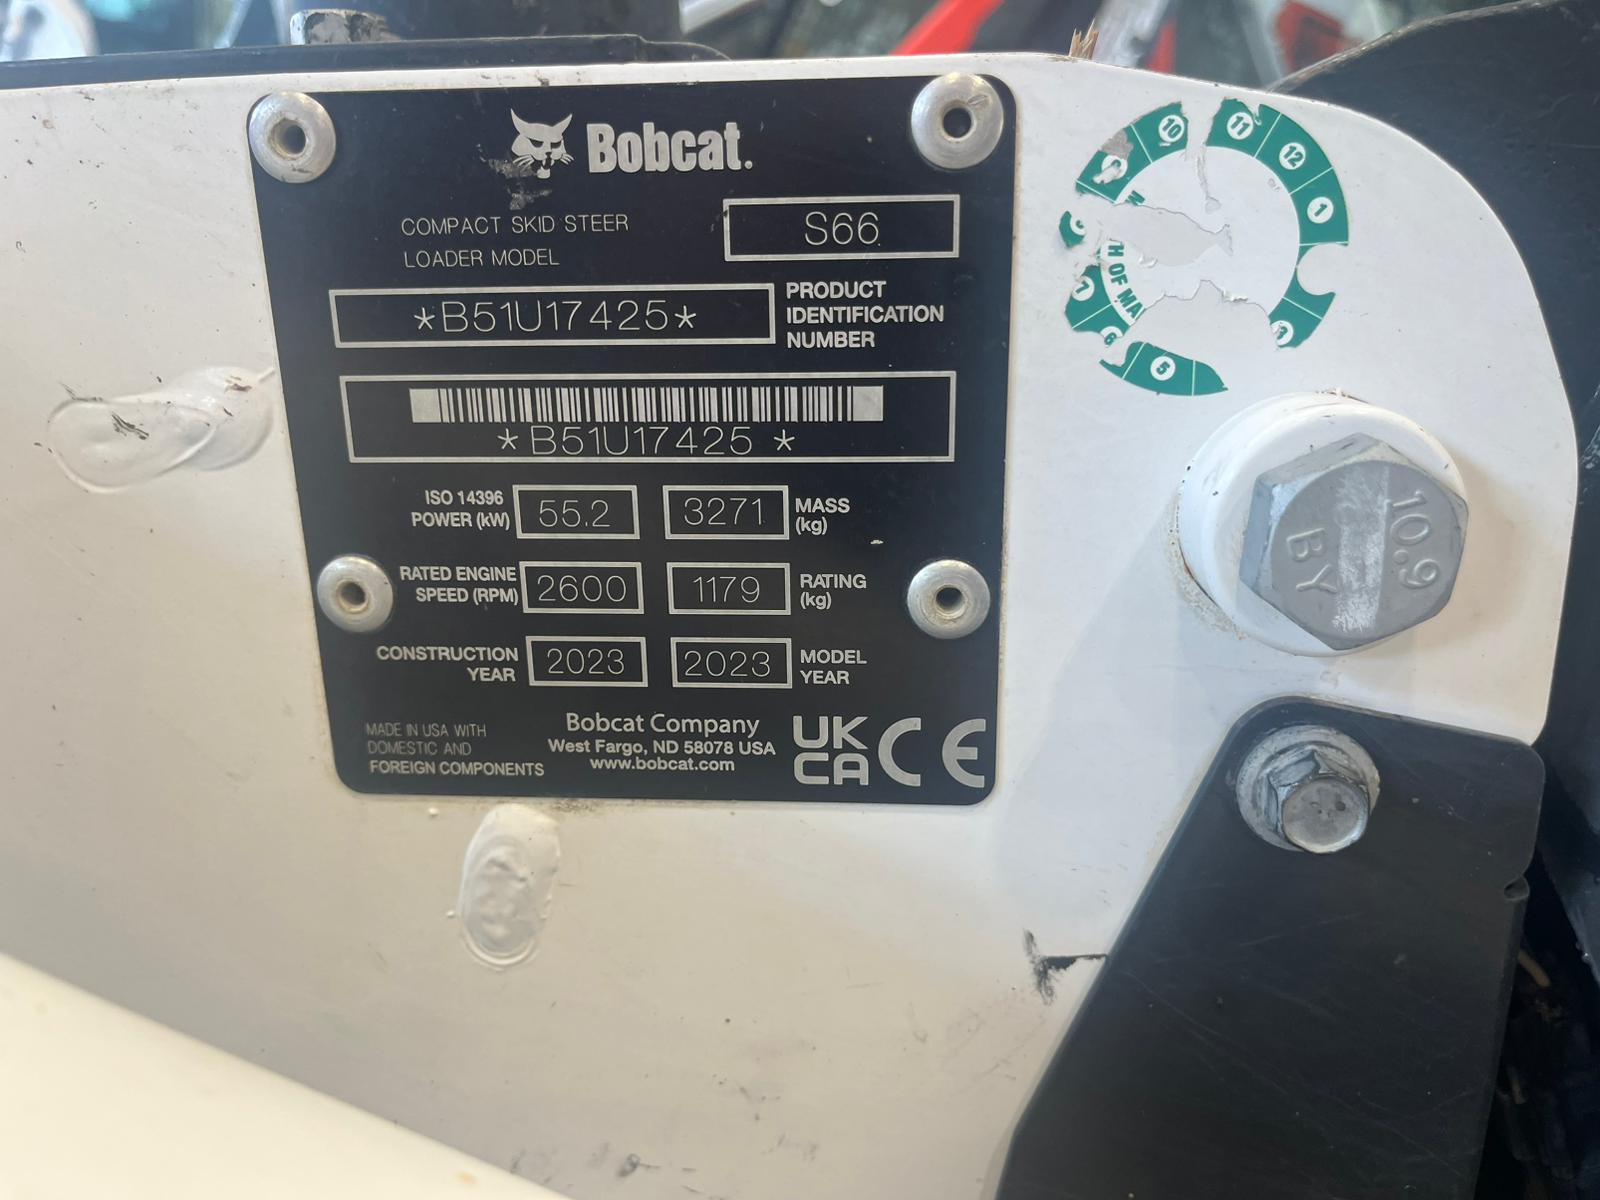 Bobcat.
COMPACT SKID STEER
LOADER MODEL
S66
*B51U17425*
PRODUCT
IDENTIFICATION
NUMBER
*B51U17425 *
ISO 14396
POWER (kW)
55.2
3271
MASS
(kg)
RATED ENGINE
SPEED (RPM)
2600
1179
RATING
(kg)
CONSTRUCTION
YEAR
2023
2023
MODEL
YEAR
MADE IN USA WITH
DOMESTIC AND
FOREIGN COMPONENTS
Bobcat Company
West Fargo, ND 58078 USA
www.bobcat.com
UK
CA
CE
10
11
12
1
5
6
7
H OF MA
10.9
BY